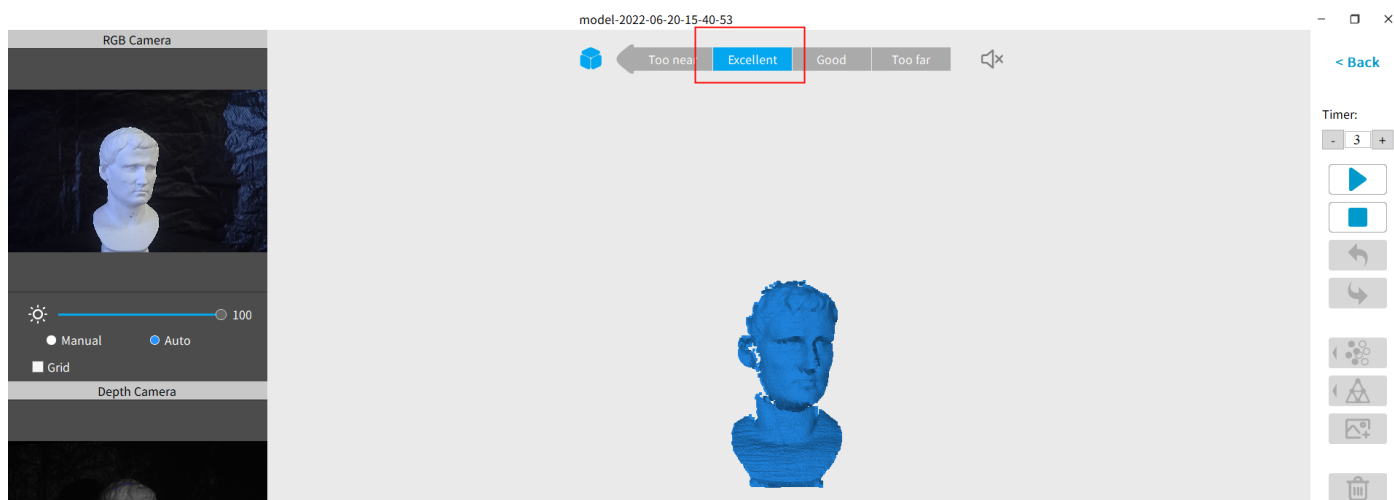 model-2022-06-20-15-40-53
RGB Camera
Too near
Excellent
Good
Too far
< Back
Timer:
- 3 +
100
Manual
Auto
Grid
Depth Camera